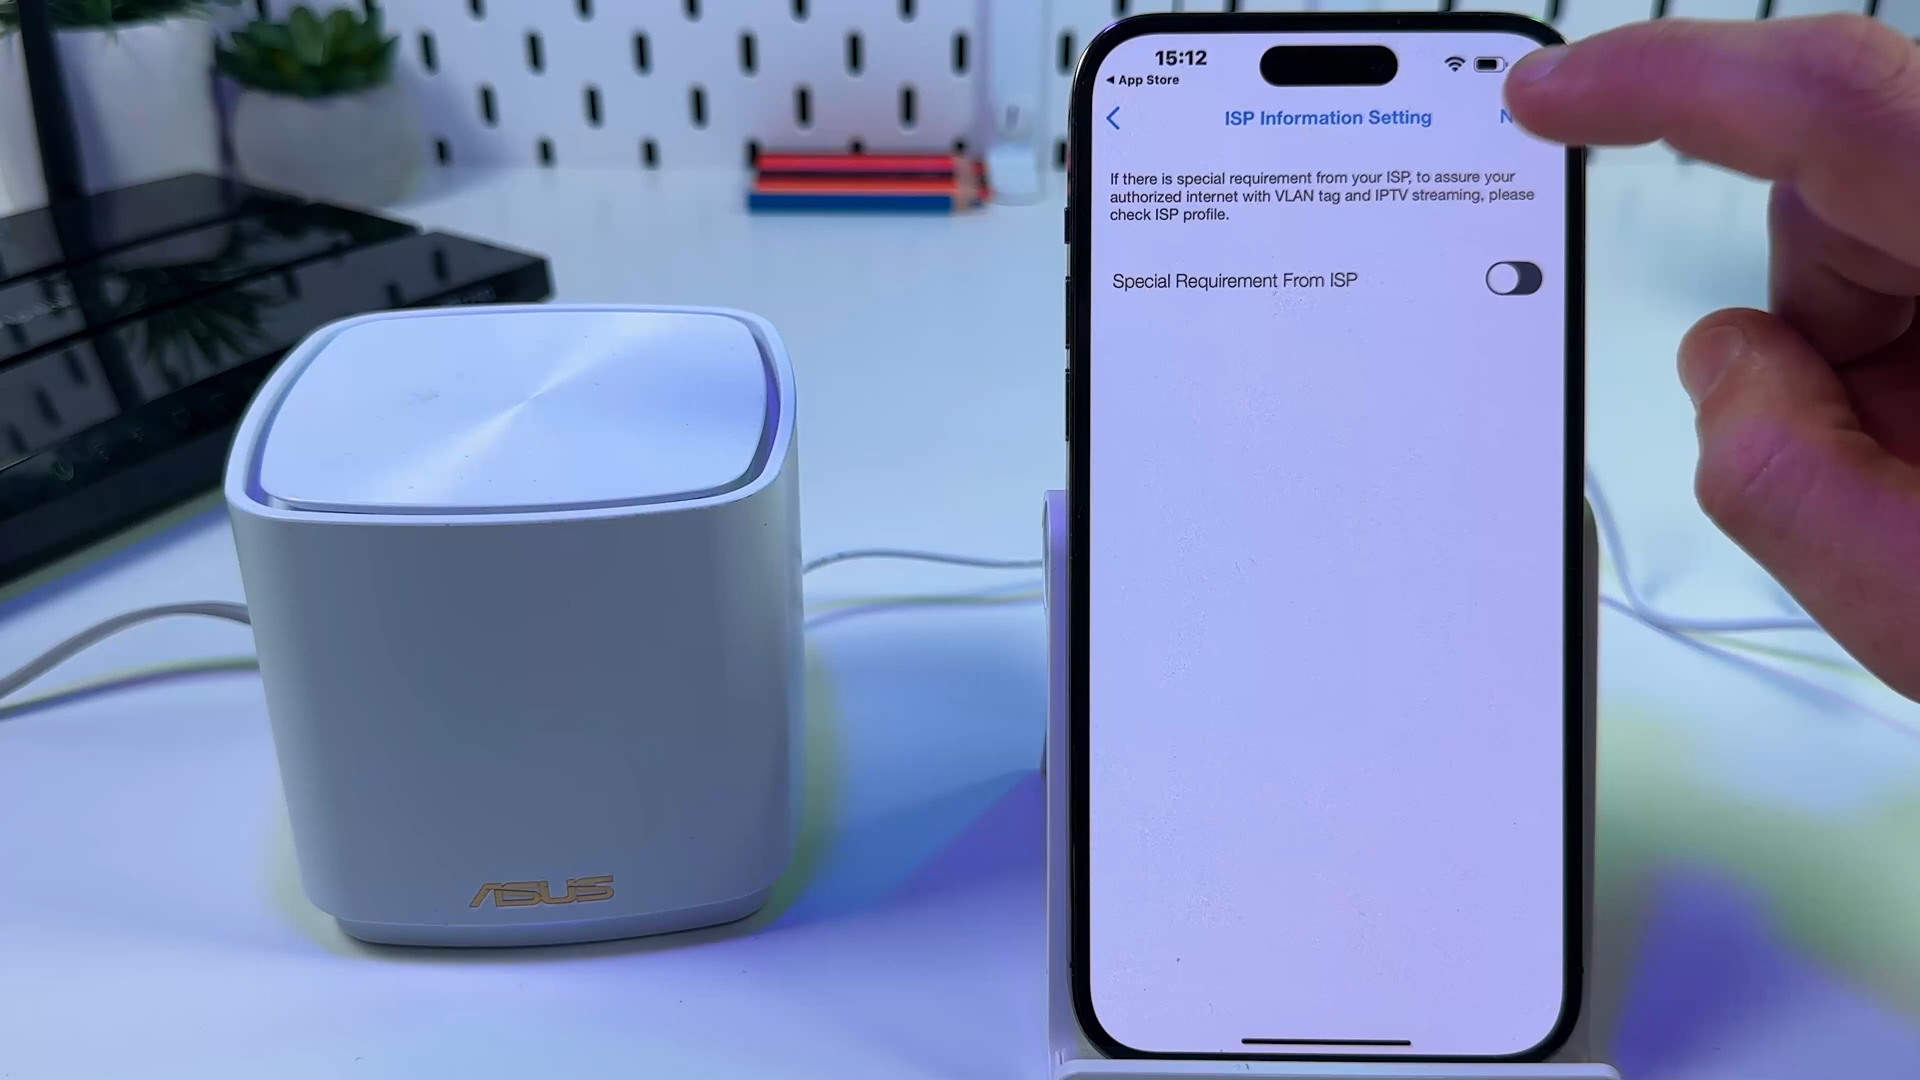 15:12
App Store
ISP Information Setting
If there is special requirement from your ISP, to assure your
authorized internet with VLAN tag and IPTV streaming, please
check ISP profile.
Special Requirement From ISP
ASUS